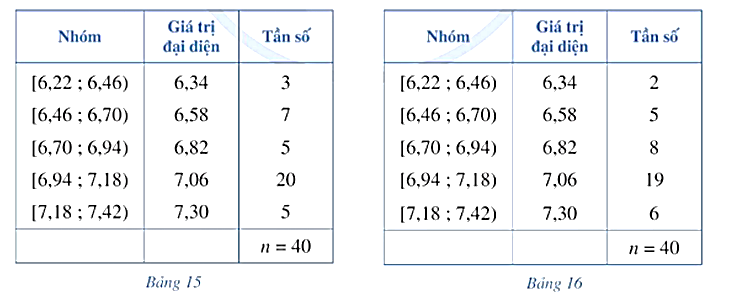 Nhóm Giá trị đại diện Tần số
[6,22 ; 6,46) 6,34 3
[6,46 ; 6,70) 6,58 7
[6,70 ; 6,94) 6,82 5
[6,94 ; 7,18) 7,06 20
[7,18 ; 7,42) 7,30 5
n = 40
Bảng 15
Nhóm Giá trị đại diện Tần số
[6,22 ; 6,46) 6,34 2
[6,46 ; 6,70) 6,58 5
[6,70 ; 6,94) 6,82 8
[6,94 ; 7,18) 7,06 19
[7,18 ; 7,42) 7,30 6
n = 40
Bảng 16